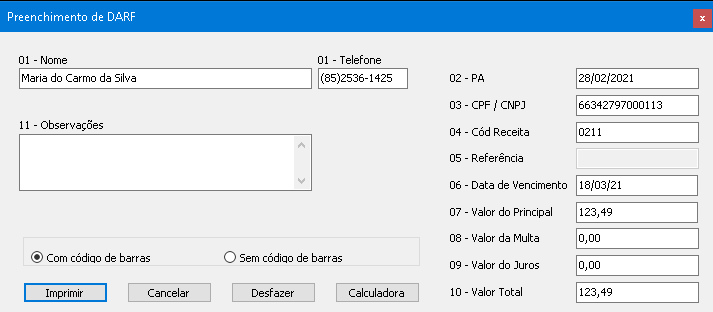 Preenchimento de DARF
x
01 - Nome
01 - Telefone
Maria do Carmo da Silva
(85)2536-1425
11 - Observações
Com código de barras
Sem código de barras
Imprimir
Cancelar
Desfazer
Calculadora
02 - PA
28/02/2021
03 - CPF / CNPJ
66342797000113
04 - Cód Receita
0211
05 - Referência
06 - Data de Vencimento
18/03/21
07 - Valor do Principal
123,49
08 - Valor da Multa
0,00
09 - Valor do Juros
0,00
10 - Valor Total
123,49